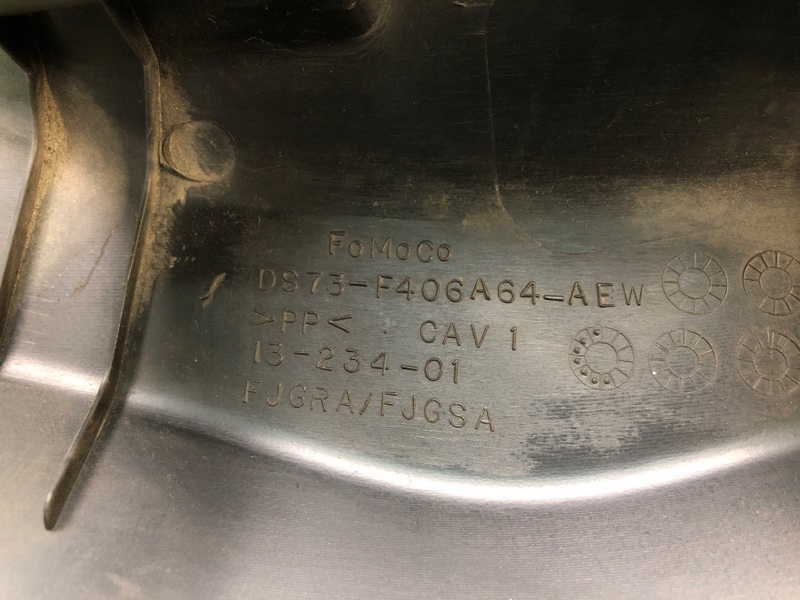 FoMoCo
DS73-F406A64-AEW
>PP< CAV 1
13-234-01
FJGRA/FJGSA